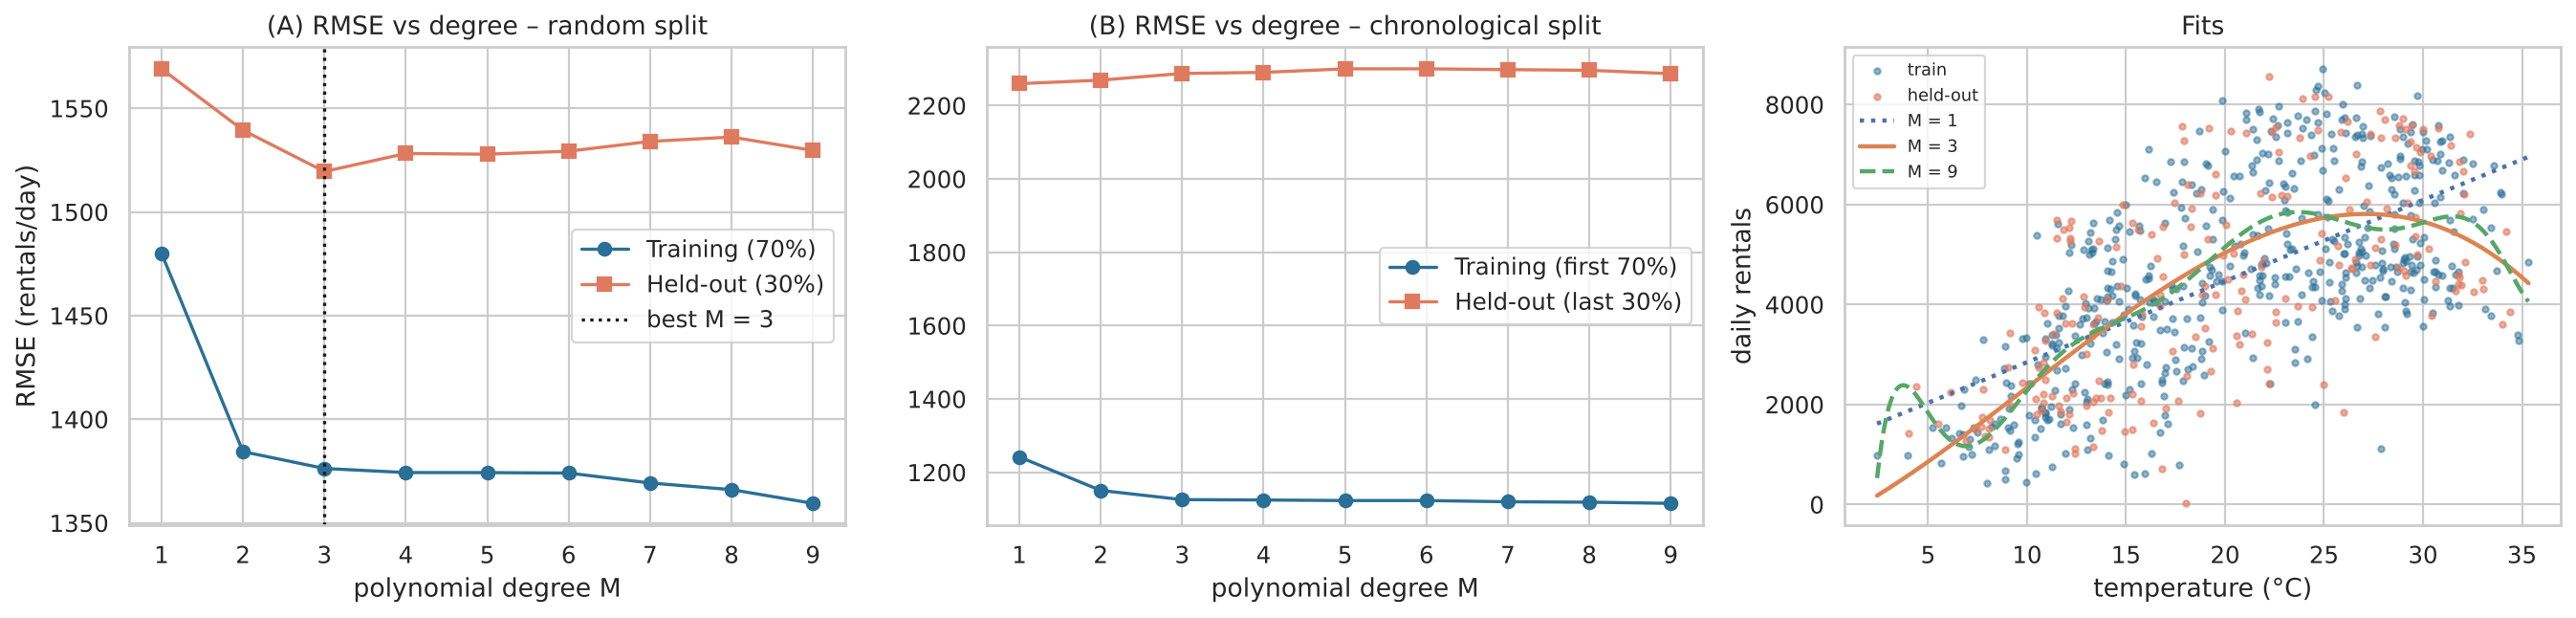 (A) RMSE vs degree – random split
RMSE (rentals/day)
1550
1500
1450
1400
1350
Training (70%)
Held-out (30%)
best M = 3
1 2 3 4 5 6 7 8 9
polynomial degree M
(B) RMSE vs degree – chronological split
2200
2000
1800
1600
1400
1200
Training (first 70%)
Held-out (last 30%)
1 2 3 4 5 6 7 8 9
polynomial degree M
Fits
daily rentals
8000
6000
4000
2000
0
train
held-out
M = 1
M = 3
M = 9
5 10 15 20 25 30 35
temperature (°C)